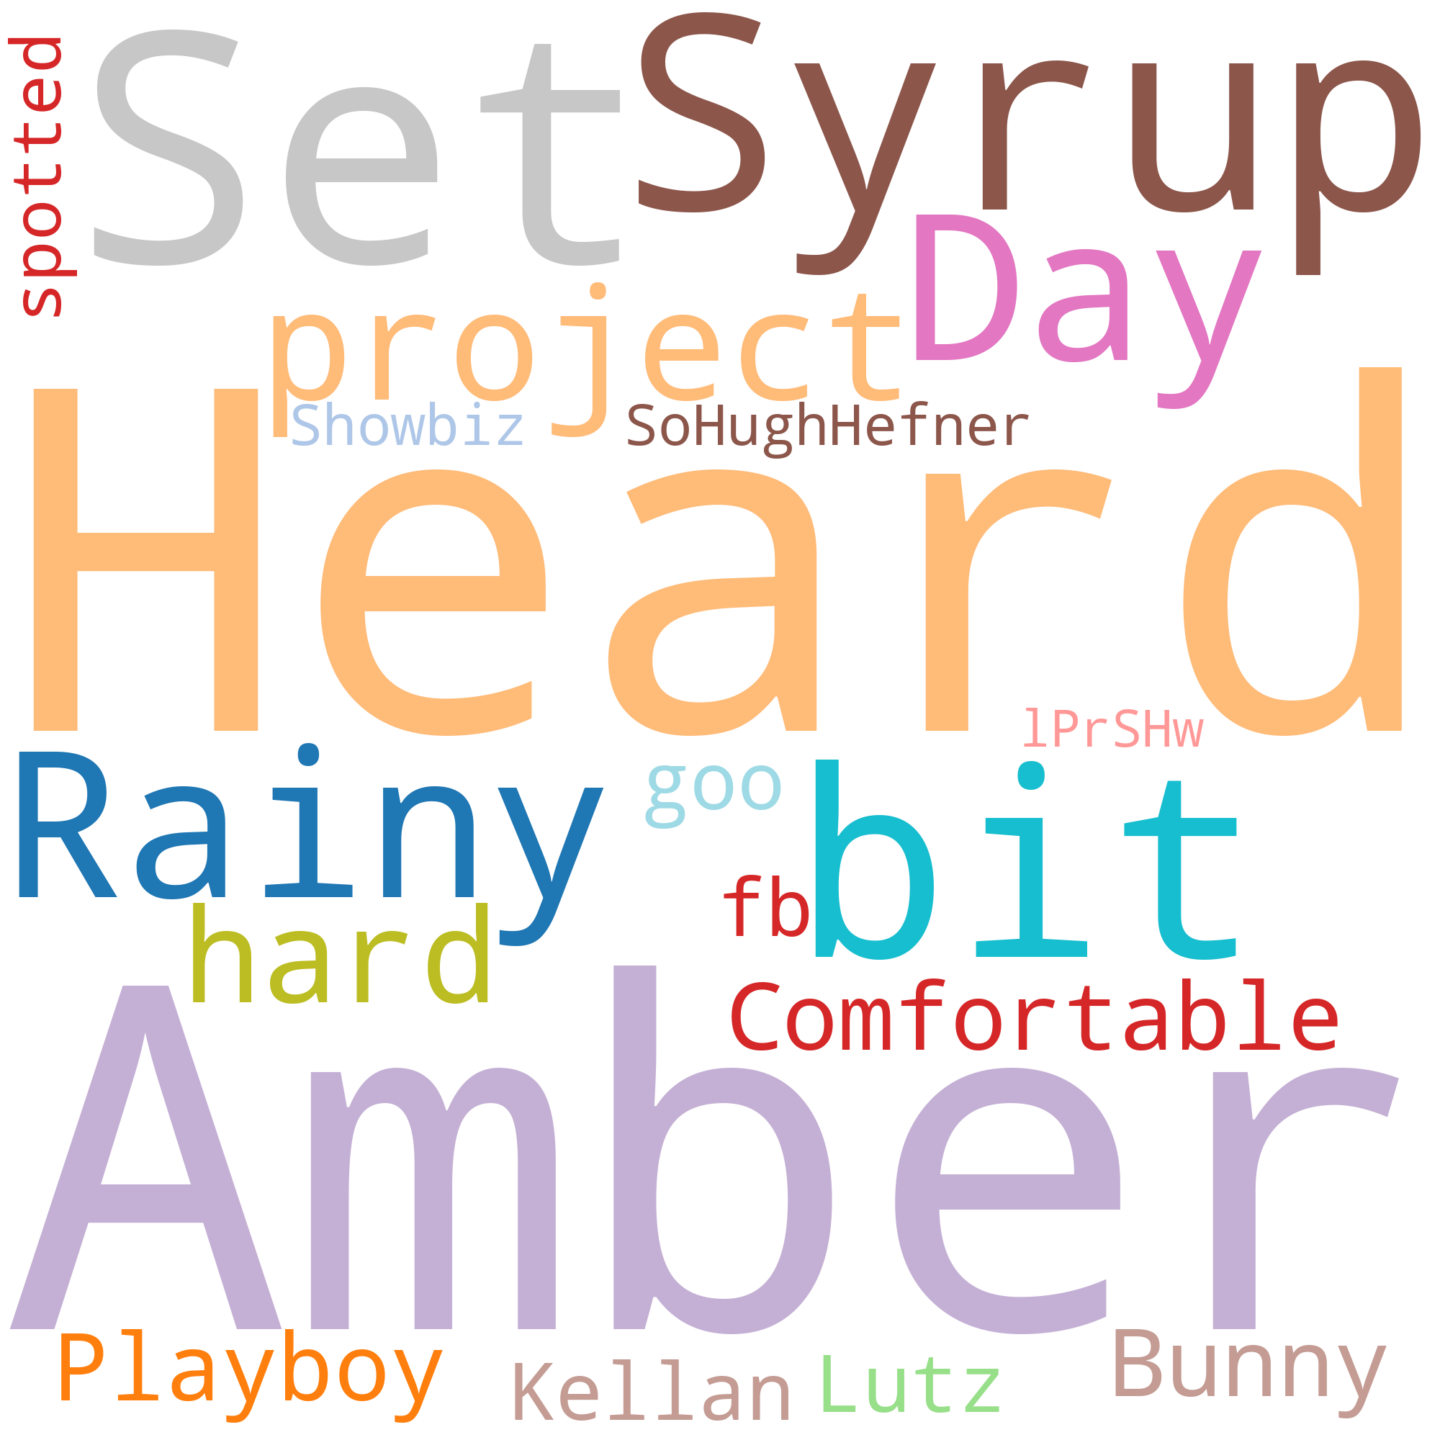 spotted
Set
Syrup
Day
project
Showbiz
SoHughHefner
Heard
lPrSHw
Rainy
goo
bit
fb
hard
Comfortable
Amber
Playboy
Kellan
Lutz
Bunny